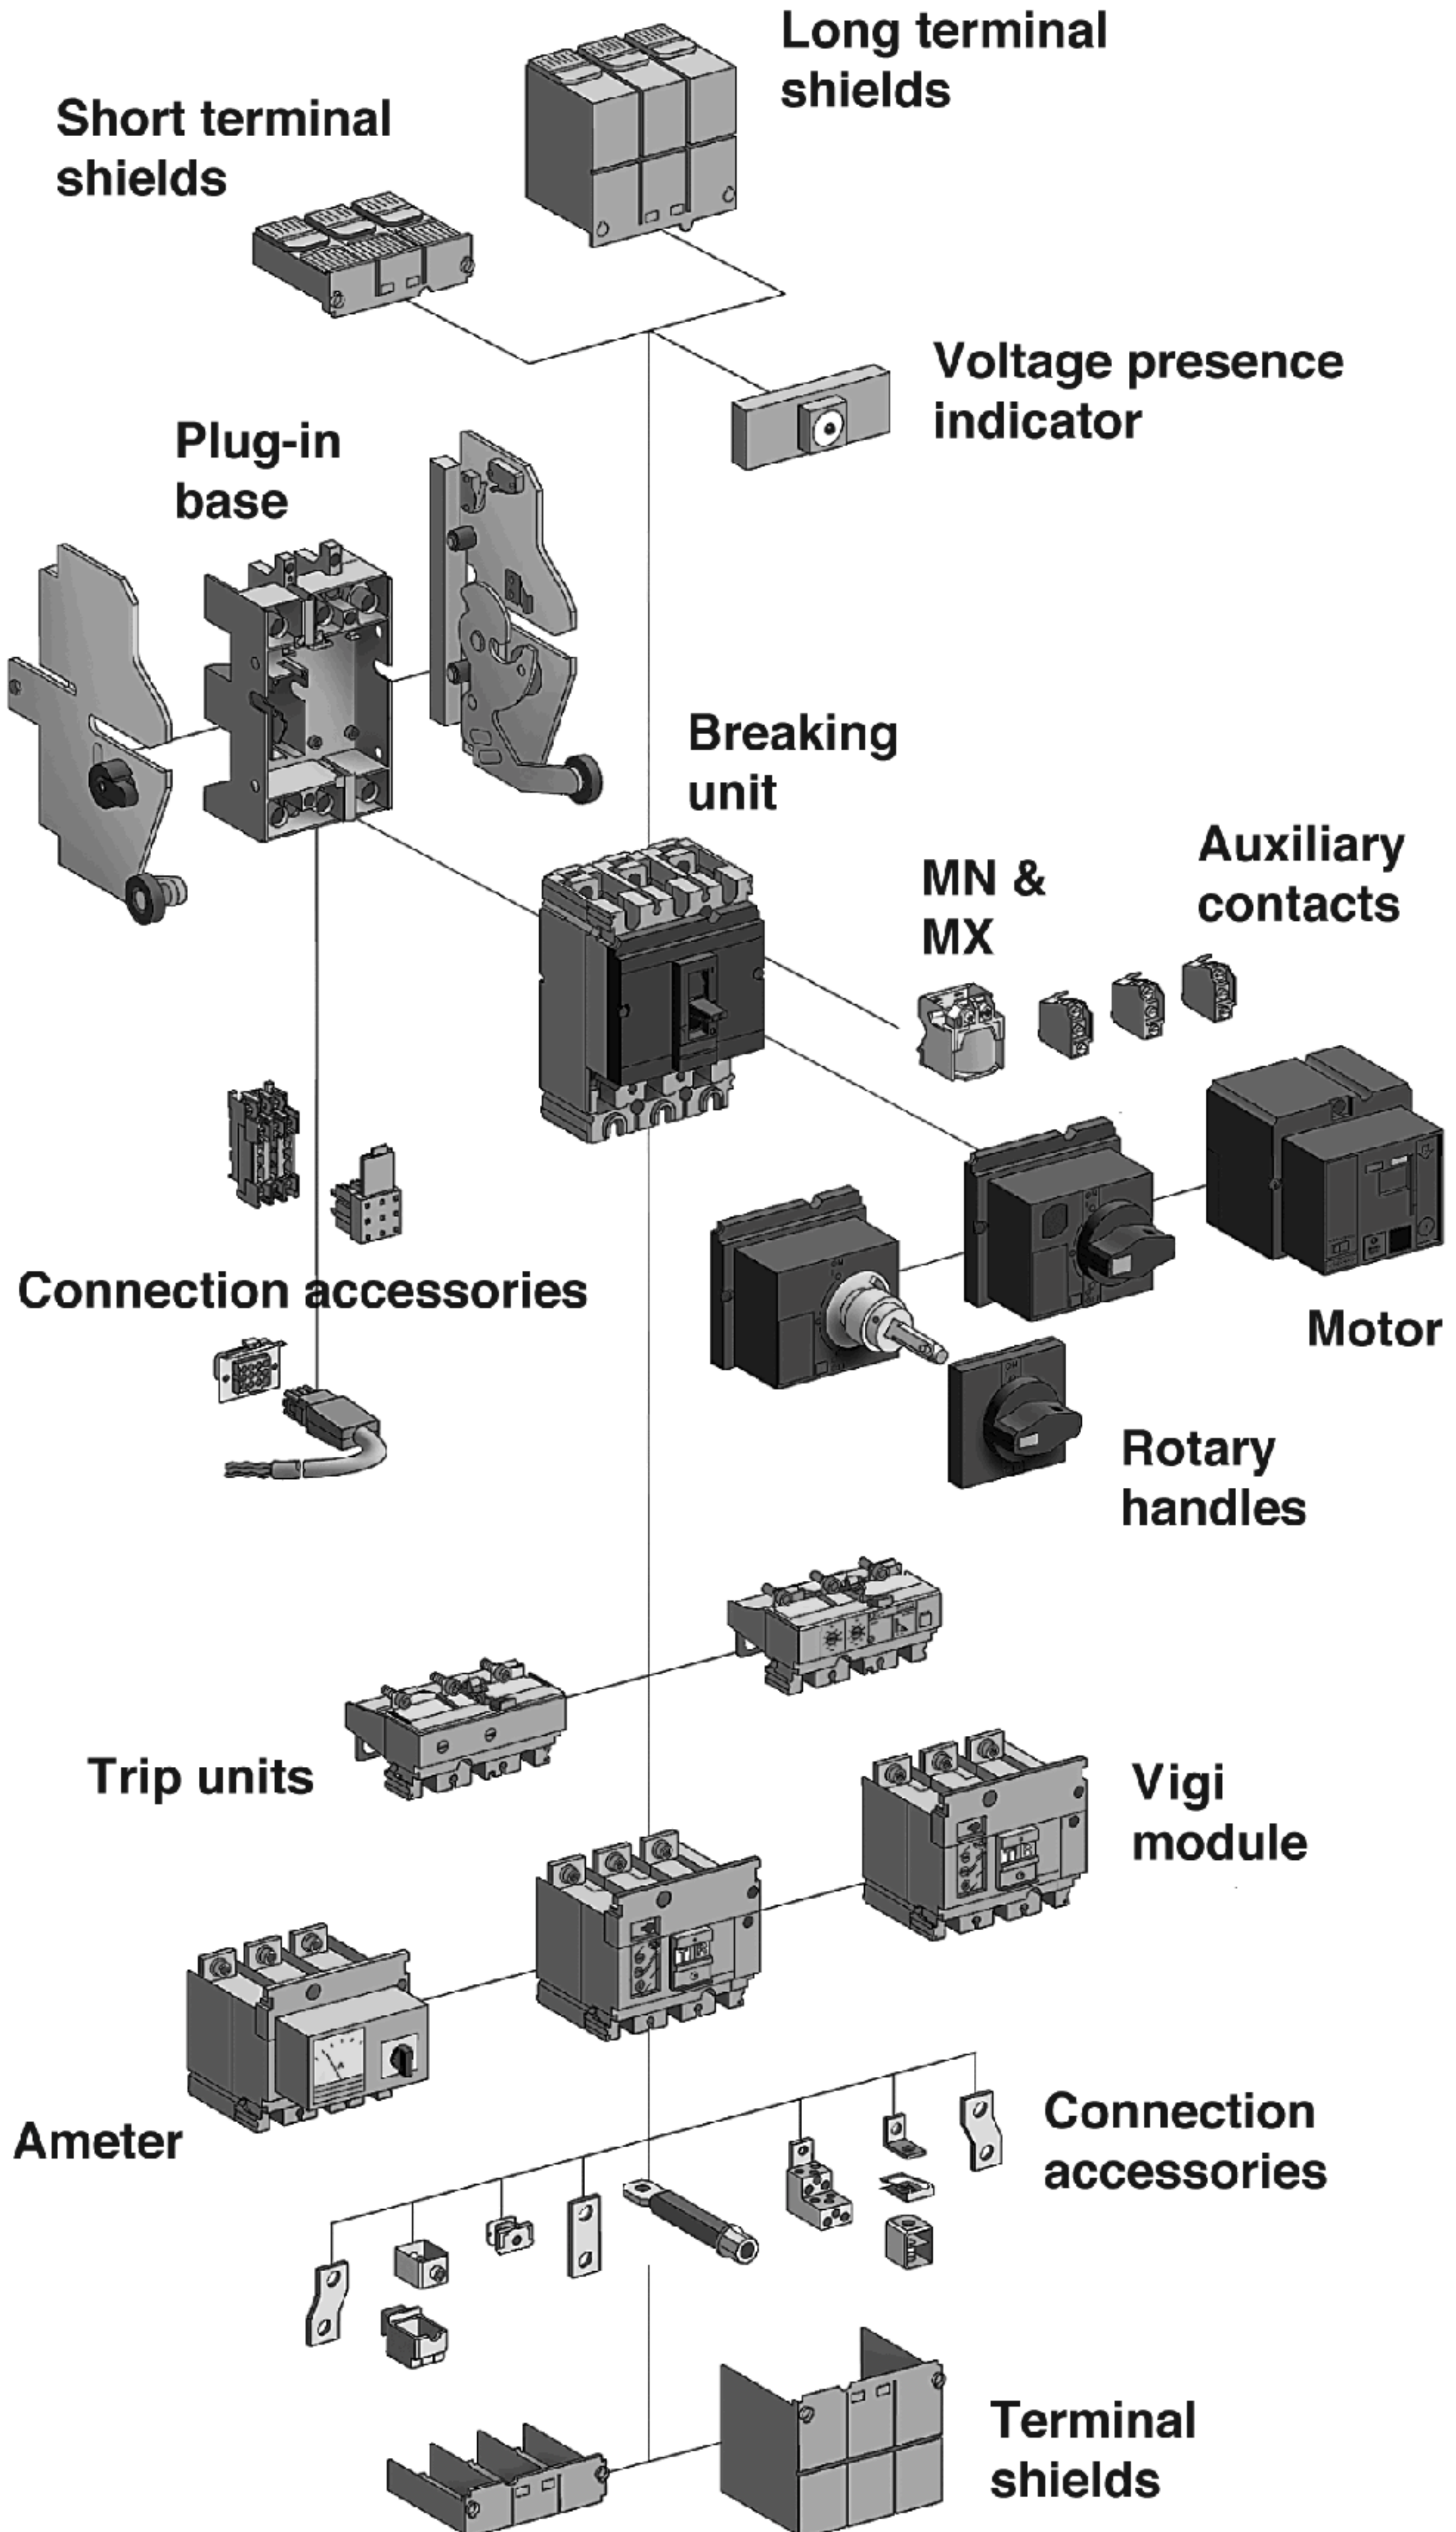 Long terminal
shields
Short terminal
shields
Voltage presence
indicator
Plug-in
base
Breaking
unit
MN &
MX
Auxiliary
contacts
Connection accessories
Motor
Rotary
handles
Trip units
Vigi
module
Ameter
Connection
accessories
Terminal
shields